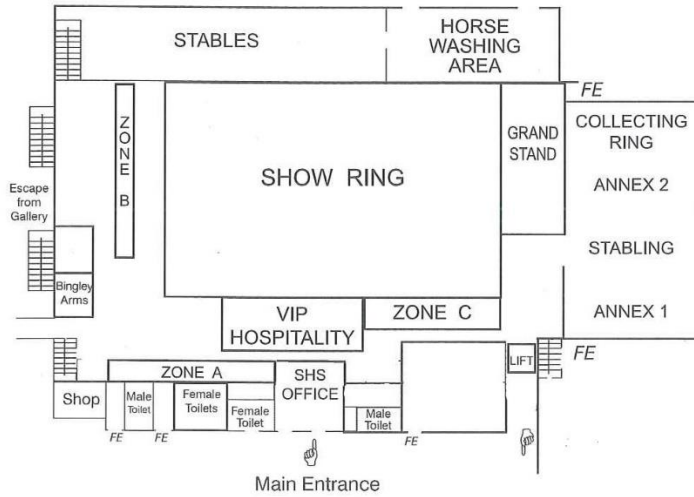 STABLES
HORSE
WASHING
AREA
FE
COLLECTING
RING
GRAND
STAND
ZONE B
SHOW RING
ANNEX 2
Escape
from
Gallery
STABLING
Bingley
Arms
VIP
HOSPITALITY
ZONE C
ANNEX 1
FE
LIFT
ZONE A
SHS
OFFICE
Shop
Male
Toilet
Female
Toilets
Female
Toilet
Male
Toilet
FE
FE
FE
Main Entrance